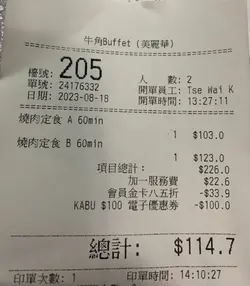 牛角Buffet (美麗華)
檯號: 205
人 數: 2
單號: 24176332
開單員工: Tse Wai K
日期: 2023-08-18
開單時間: 13:27:11
燒肉定食 A 60min
1 $103.0
燒肉定食 B 60min
1 $123.0
項目總計: $226.0
加一服務費 $22.6
會員金卡八五折 -$33.9
KABU $100 電子優惠券 -$100.0
總計: $114.7
印單次數: 1 印單時間: 14:10:27